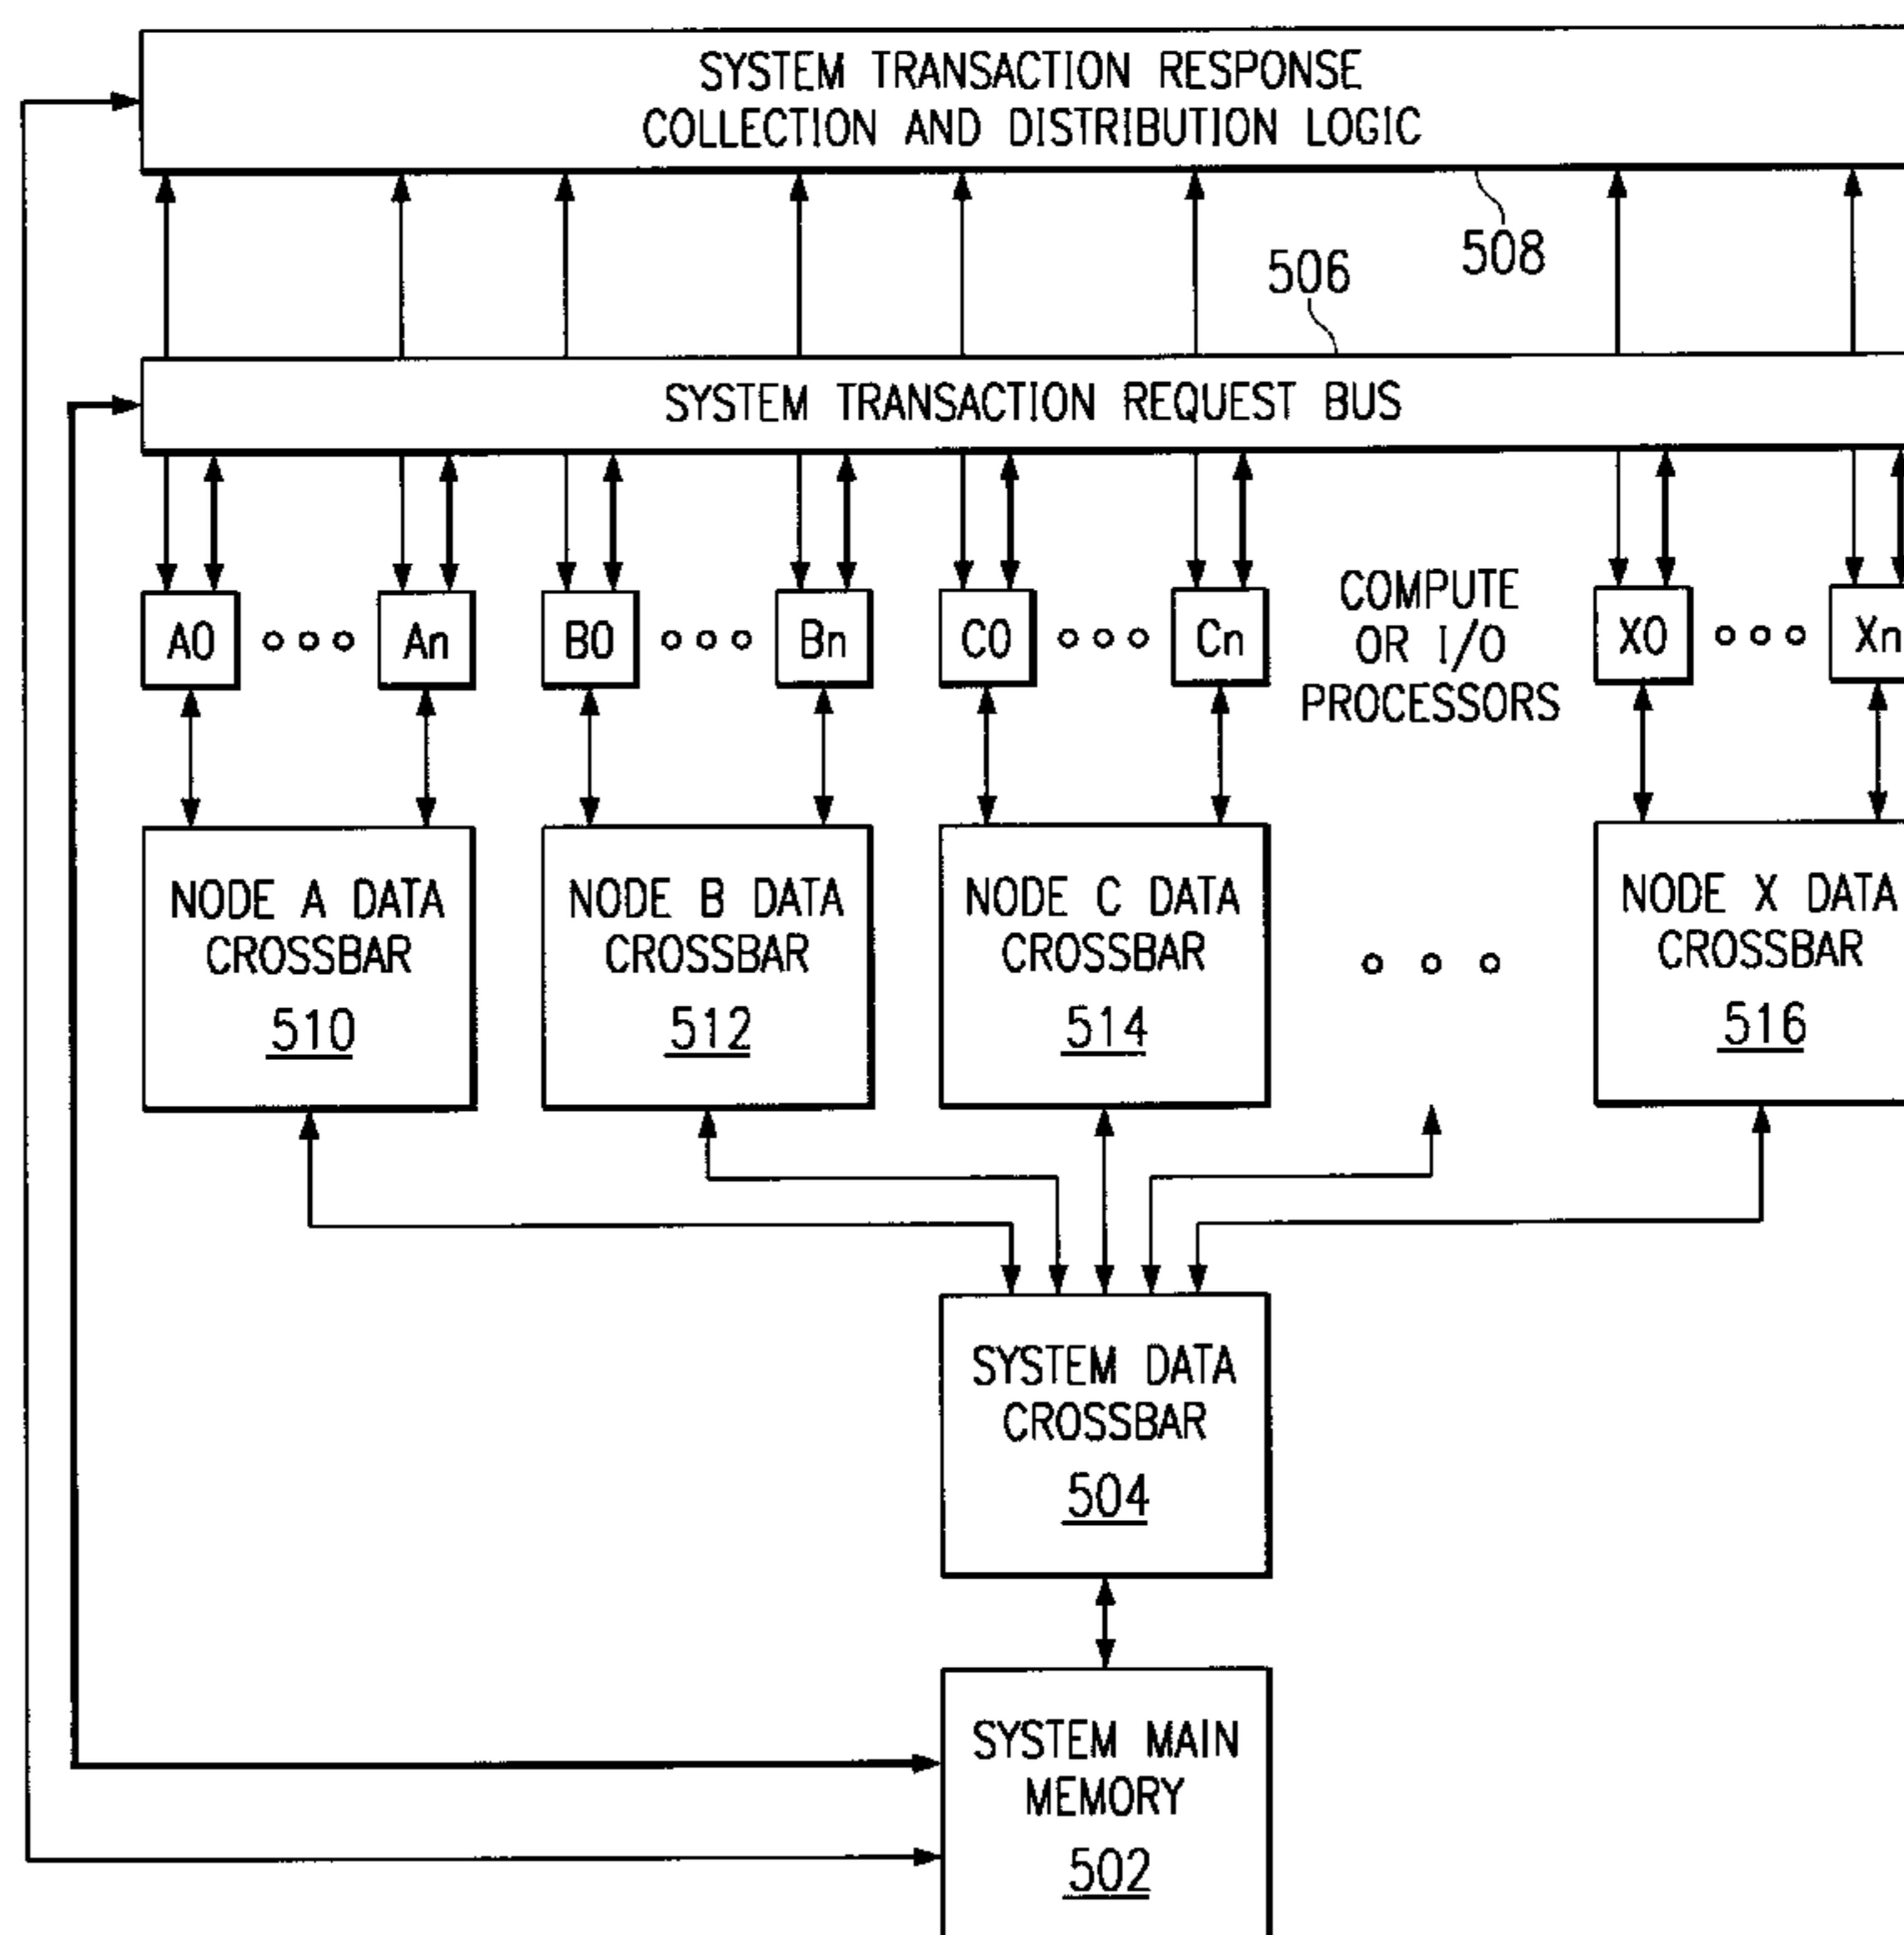 SYSTEM TRANSACTION RESPONSE
COLLECTION AND DISTRIBUTION LOGIC
508
506
SYSTEM TRANSACTION REQUEST BUS
A0
An
B0
Bn
C0
Cn
COMPUTE
OR I/O
PROCESSORS
X0
Xn
NODE A DATA
CROSSBAR
510
NODE B DATA
CROSSBAR
512
NODE C DATA
CROSSBAR
514
NODE X DATA
CROSSBAR
516
SYSTEM DATA
CROSSBAR
504
SYSTEM MAIN
MEMORY
502